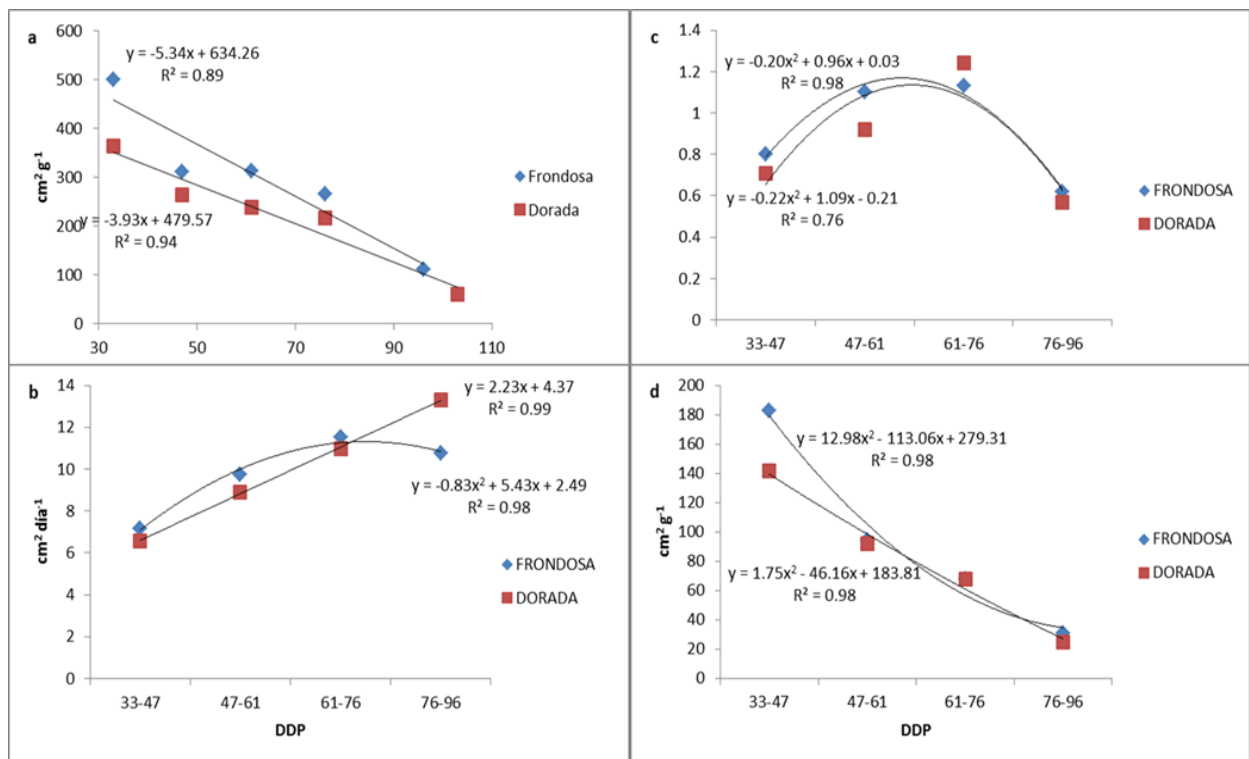 a
600
500
400
300
200
100
0
cm² g⁻¹
y = -5.34x + 634.26
R² = 0.89
y = -3.93x + 479.57
R² = 0.94
Frondosa
Dorada
30 50 70 90 110
c
1.4
1.2
1
0.8
0.6
0.4
0.2
0
y = -0.20x² + 0.96x + 0.03
R² = 0.98
y = -0.22x² + 1.09x - 0.21
R² = 0.76
FRONDOSA
DORADA
33-47 47-61 61-76 76-96
b
14
12
10
8
6
4
2
0
cm² día⁻¹
y = 2.23x + 4.37
R² = 0.99
y = -0.83x² + 5.43x + 2.49
R² = 0.98
FRONDOSA
DORADA
33-47 47-61 61-76 76-96
DDP
d
200
180
160
140
120
100
80
60
40
20
0
cm² g⁻¹
y = 12.98x² - 113.06x + 279.31
R² = 0.98
y = 1.75x² - 46.16x + 183.81
R² = 0.98
FRONDOSA
DORADA
33-47 47-61 61-76 76-96
DDP